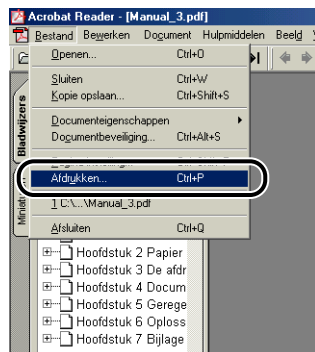 Acrobat Reader - [Manual_3.pdf]
Bestand Bewerken Document Hulpmiddelen Beeld
Openen... Ctrl+O
Sluiten Ctrl+W
Kopie opslaan... Ctrl+Shift+S
Documenteigenschappen
Documentbeveiliging... Ctrl+Alt+S
Afdrukken... Ctrl+P
1 C:\...\Manual_3.pdf
Afsluiten Ctrl+Q
Bladwijzers
Hoofdstuk 2 Papier
Hoofdstuk 3 De afdr
Hoofdstuk 4 Docum
Hoofdstuk 5 Gerege
Hoofdstuk 6 Oploss
Hoofdstuk 7 Bijlage